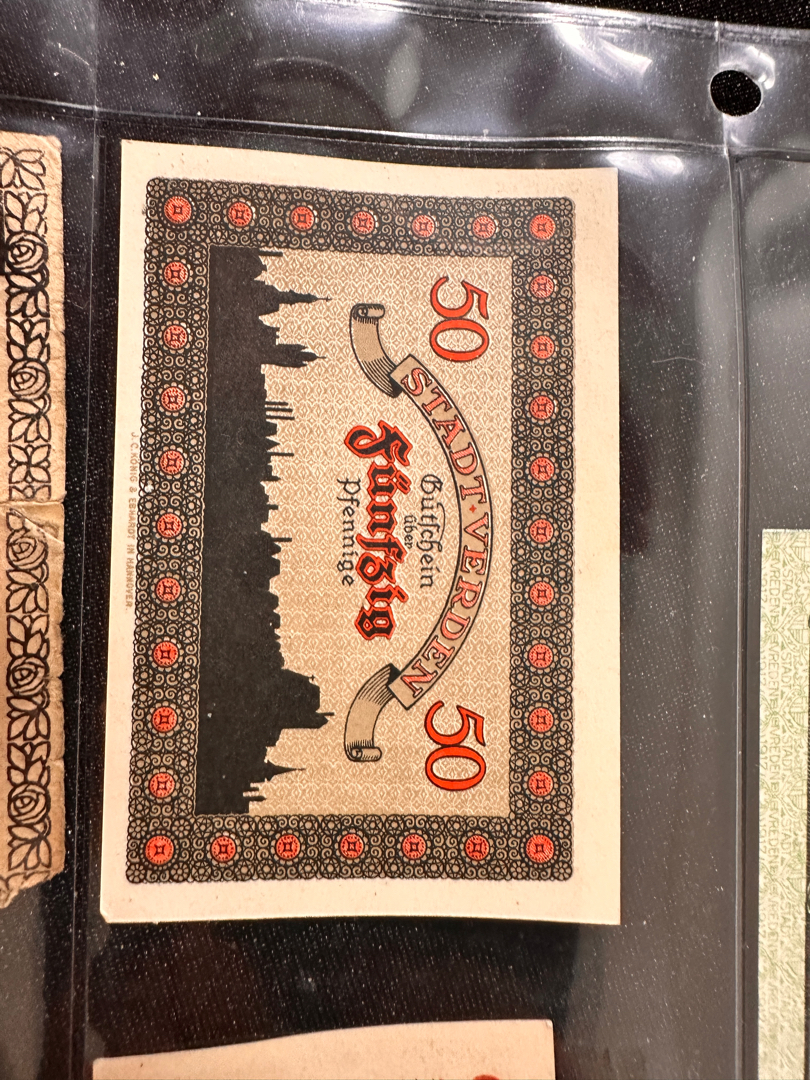 50 50
STADT • VERDEN
Gutschein
über
Fünfzig
Pfennige
J. C. KÖNIG & EBHARDT IN HANNOVER.